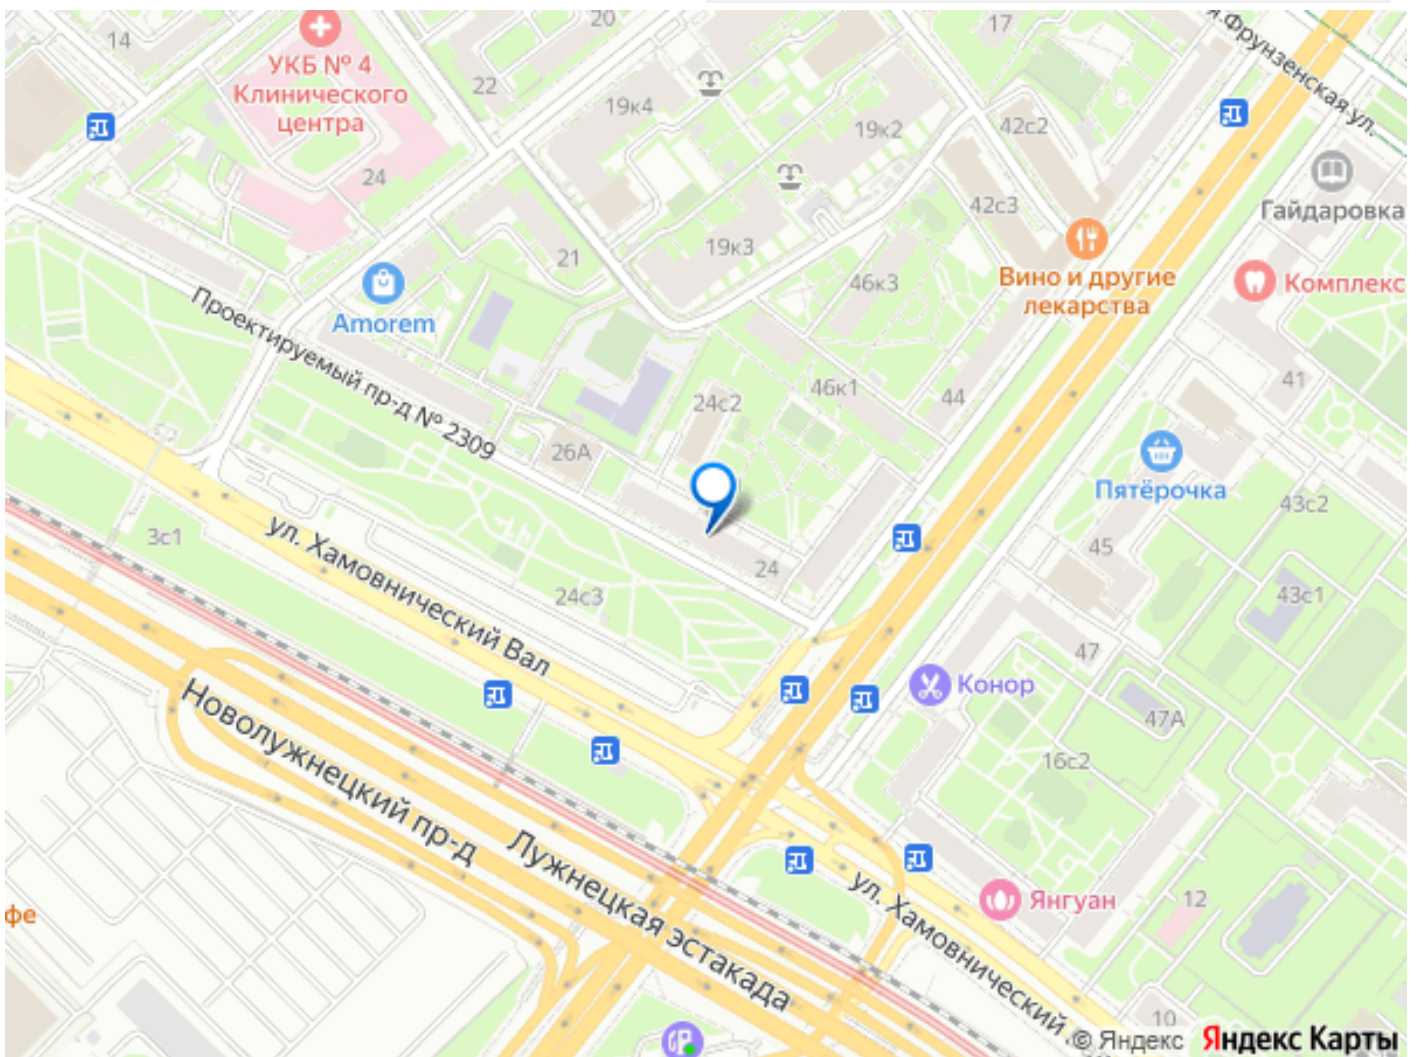 14
20
17
я Фрунзенская ул.
УКБ № 4
Клинического
центра
22
19к4
19к2
42с2
24
42с3
Гайдаровка
21
19к3
46к3
Вино и другие
лекарства
Комплекс
Amorem
Проектируемый пр-д № 2309
24с2
46к1
44
41
26А
Пятёрочка
43с2
3с1
ул. Хамовнический Вал
45
24
24с3
43с1
47
Конор
47А
16с2
Новолужнецкий пр-д
Лужнецкая эстакада
ул. Хамовнический
Янгуан
12
фе
10
© Яндекс Яндекс Карты